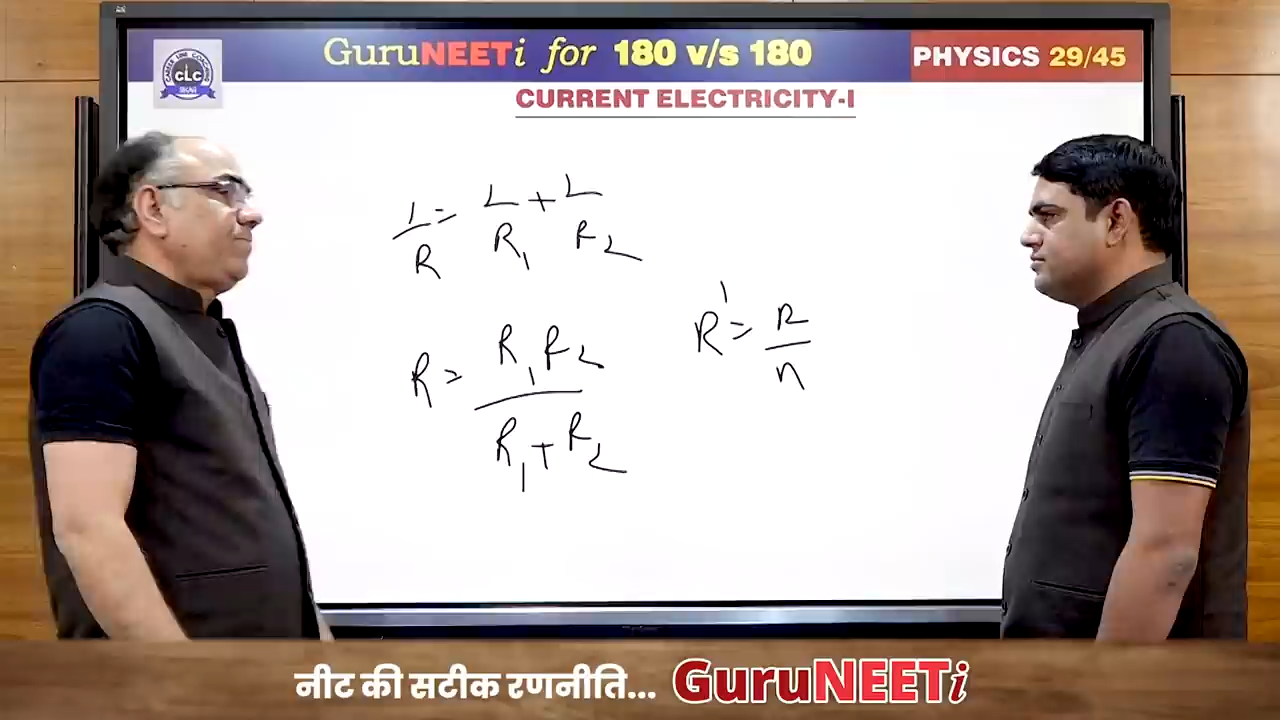 GuruNEETi for 180 v/s 180
PHYSICS 29/45
CLC
CURRENT ELECTRICITY-I
1/R = 1/R₁ + 1/R₂
R = R₁R₂/(R₁+R₂)
R' = R/n
नीट की सटीक रणनीति... GuruNEETi